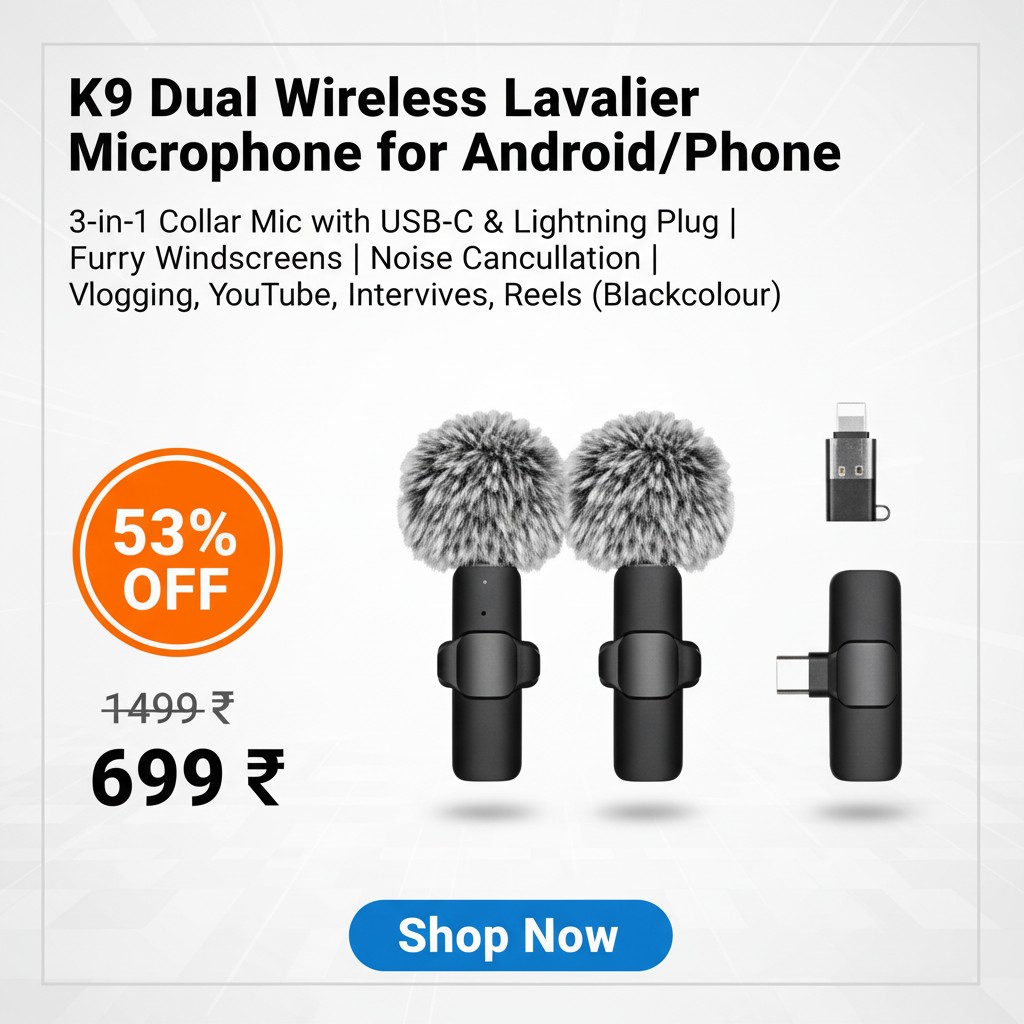 K9 Dual Wireless Lavalier
Microphone for Android/Phone
3-in-1 Collar Mic with USB-C & Lightning Plug |
Furry Windscreens | Noise Cancullation |
Vlogging, YouTube, Intervives, Reels (Blackcolour)
53%
OFF
1499 ₹
699 ₹
Shop Now